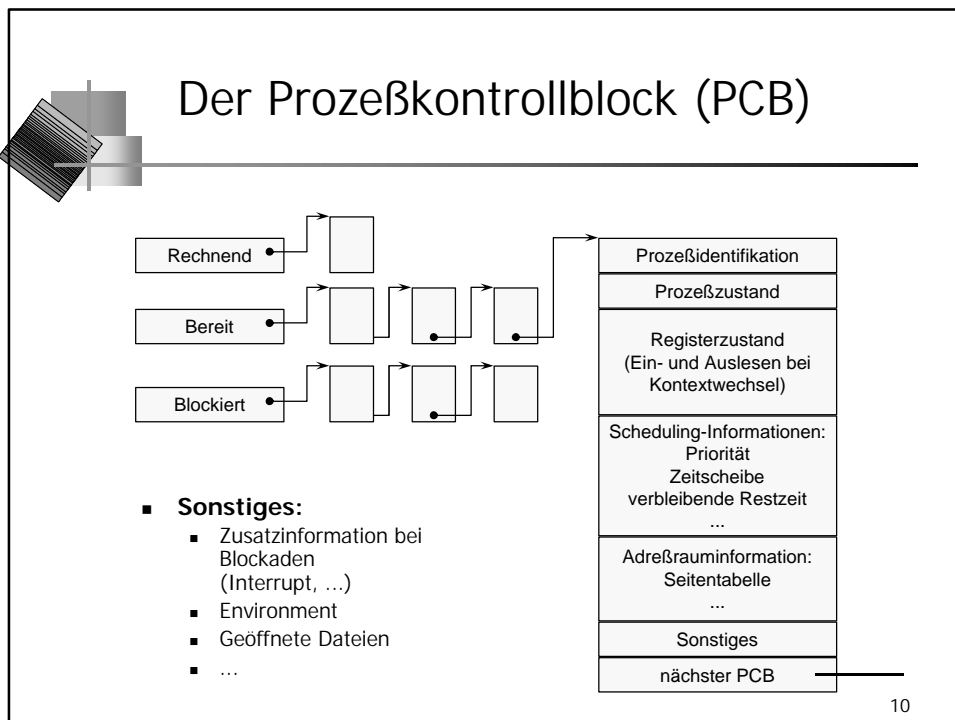 Der Prozeßkontrollblock (PCB)
Rechnend
Bereit
Blockiert
Prozeßidentifikation
Prozeßzustand
Registerzustand
(Ein- und Auslesen bei
Kontextwechsel)
Scheduling-Informationen:
Priorität
Zeitscheibe
verbleibende Restzeit
...
Adreßrauminformation:
Seitentabelle
...
Sonstiges
nächster PCB
Sonstiges:
Zusatzinformation bei
Blockaden
(Interrupt, ...)
Environment
Geöffnete Dateien
...
10